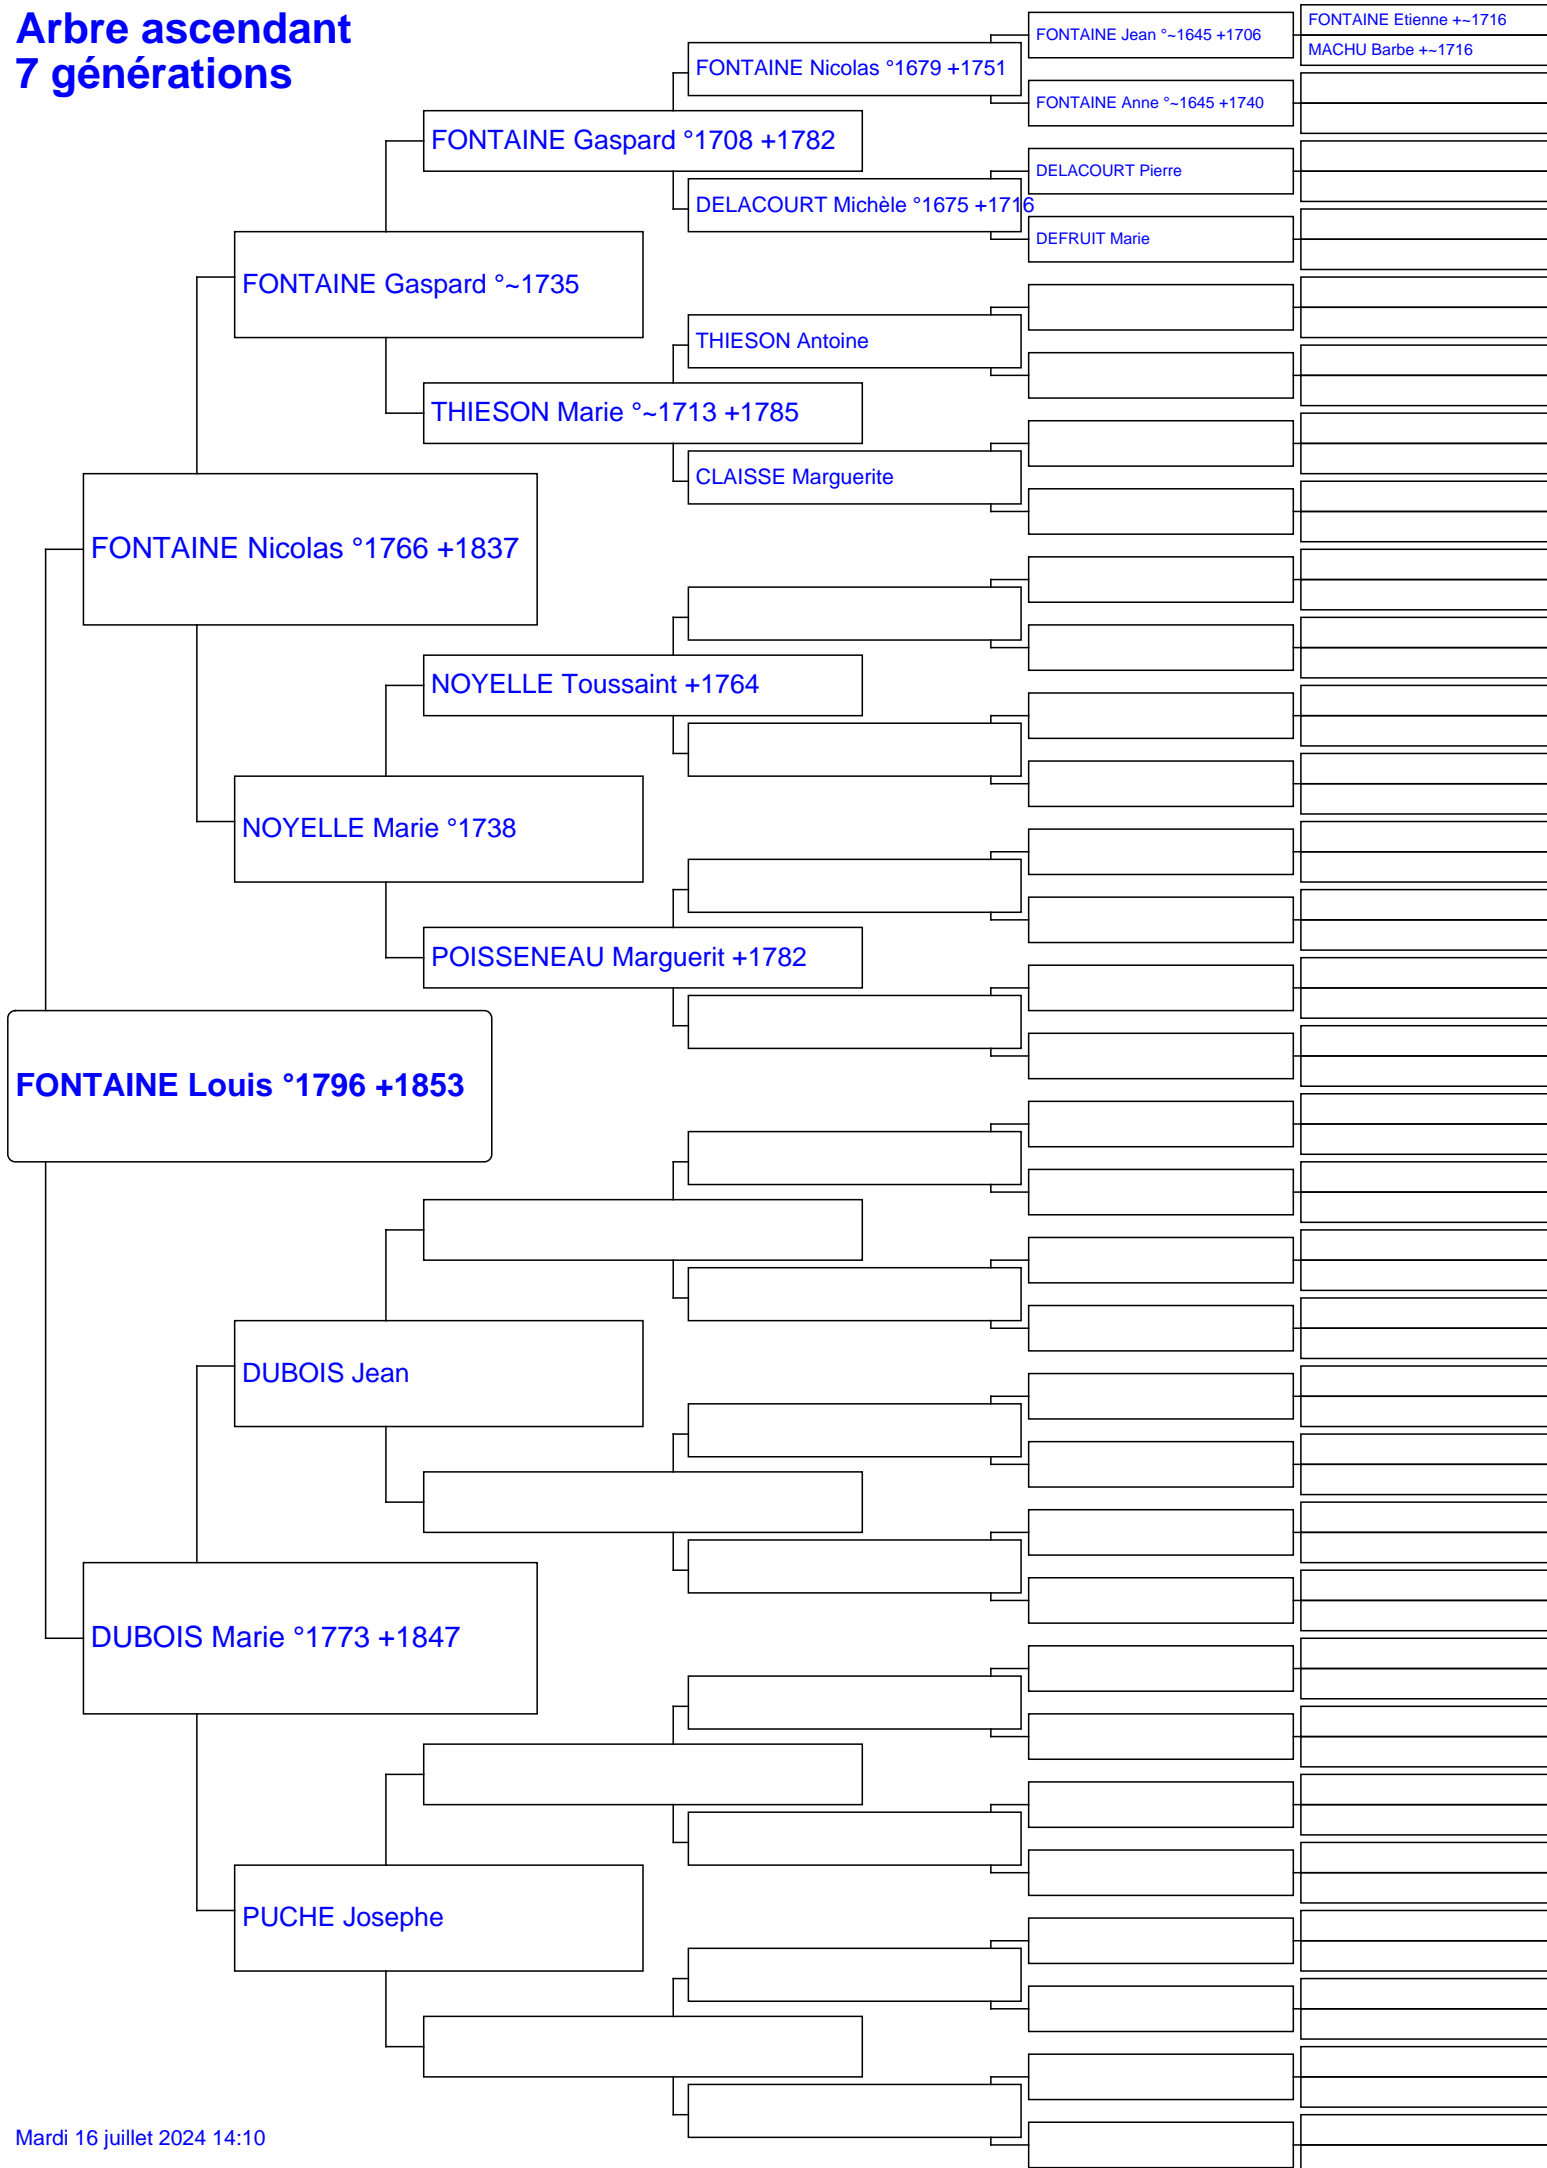 Arbre ascendant
7 générations
FONTAINE Louis °1796 +1853
FONTAINE Nicolas °1766 +1837
DUBOIS Marie °1773 +1847
FONTAINE Gaspard °~1735
NOYELLE Marie °1738
DUBOIS Jean
PUCHE Josephe
FONTAINE Gaspard °1708 +1782
THIESON Marie °~1713 +1785
NOYELLE Toussaint +1764
POISSENEAU Marguerit +1782
FONTAINE Nicolas °1679 +1751
DELACOURT Michèle °1675 +1716
THIESON Antoine
CLAISSE Marguerite
FONTAINE Jean °~1645 +1706
FONTAINE Anne °~1645 +1740
DELACOURT Pierre
DEFRUIT Marie
FONTAINE Etienne +~1716
MACHU Barbe +~1716
Mardi 16 juillet 2024 14:10